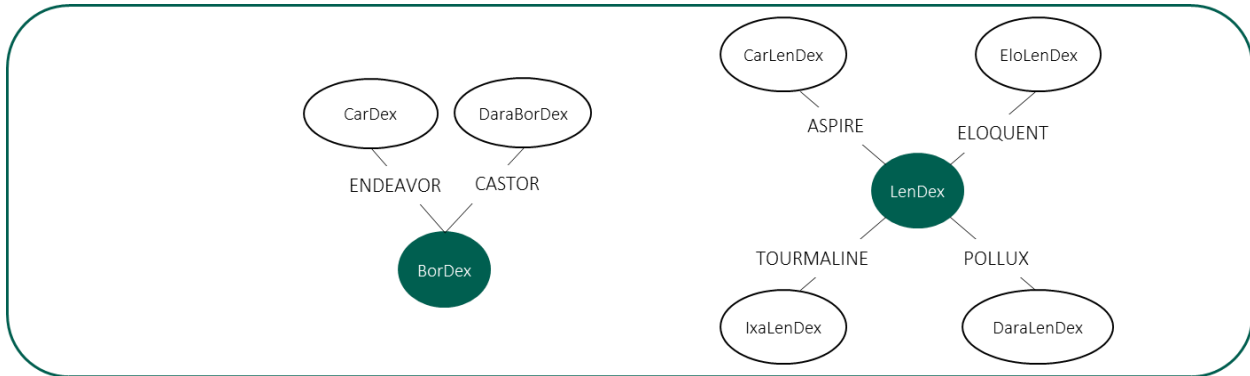 CarLenDex
EloLenDex
CarDex
DaraBorDex
ASPIRE
ELOQUENT
ENDEAVOR
CASTOR
LenDex
TOURMALINE
POLLUX
BorDex
IxaLenDex
DaraLenDex